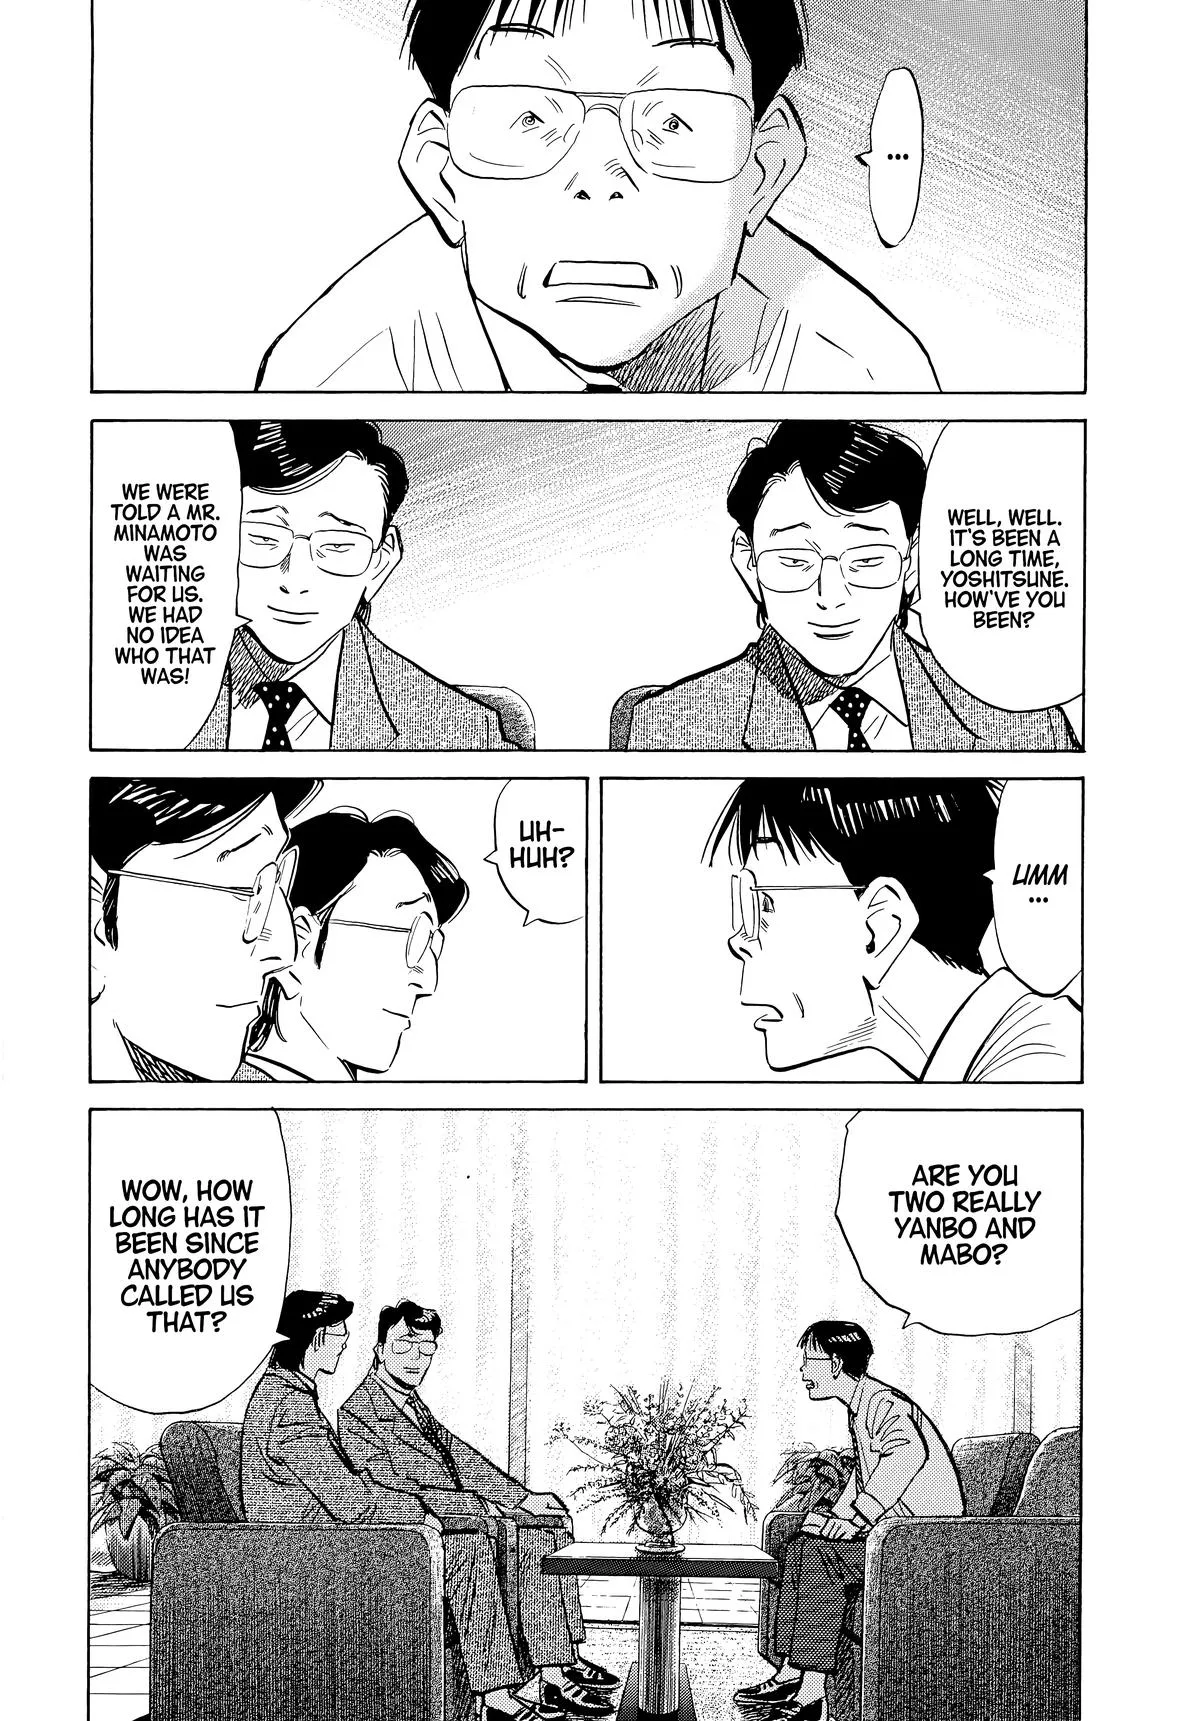 ...
WELL, WELL.
IT'S BEEN A
LONG TIME,
YOSHITSUNE.
HOW'VE YOU
BEEN?
WE WERE
TOLD A MR.
MINAMOTO
WAS
WAITING
FOR US.
WE HAD
NO IDEA
WHO THAT
WAS!
UMM
...
UH-
HUH?
ARE YOU
TWO REALLY
YANBO AND
MABO?
WOW, HOW
LONG HAS IT
BEEN SINCE
ANYBODY
CALLED US
THAT?